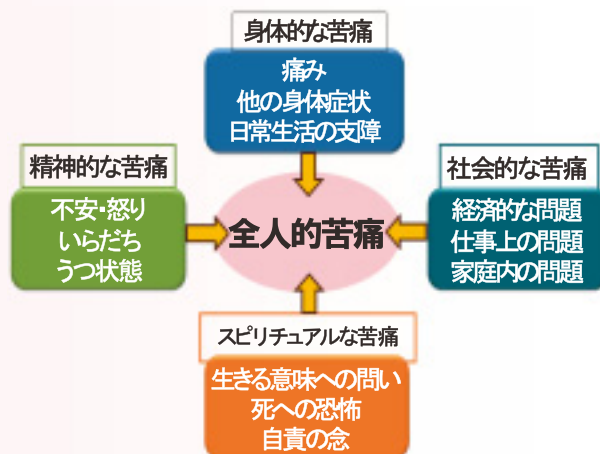 身体的な苦痛
痛み
他の身体症状
日常生活の支障
精神的な苦痛
不安・怒り
いらだち
うつ状態
全人的苦痛
社会的な苦痛
経済的な問題
仕事上の問題
家庭内の問題
スピリチュアルな苦痛
生きる意味への問い
死への恐怖
自責の念